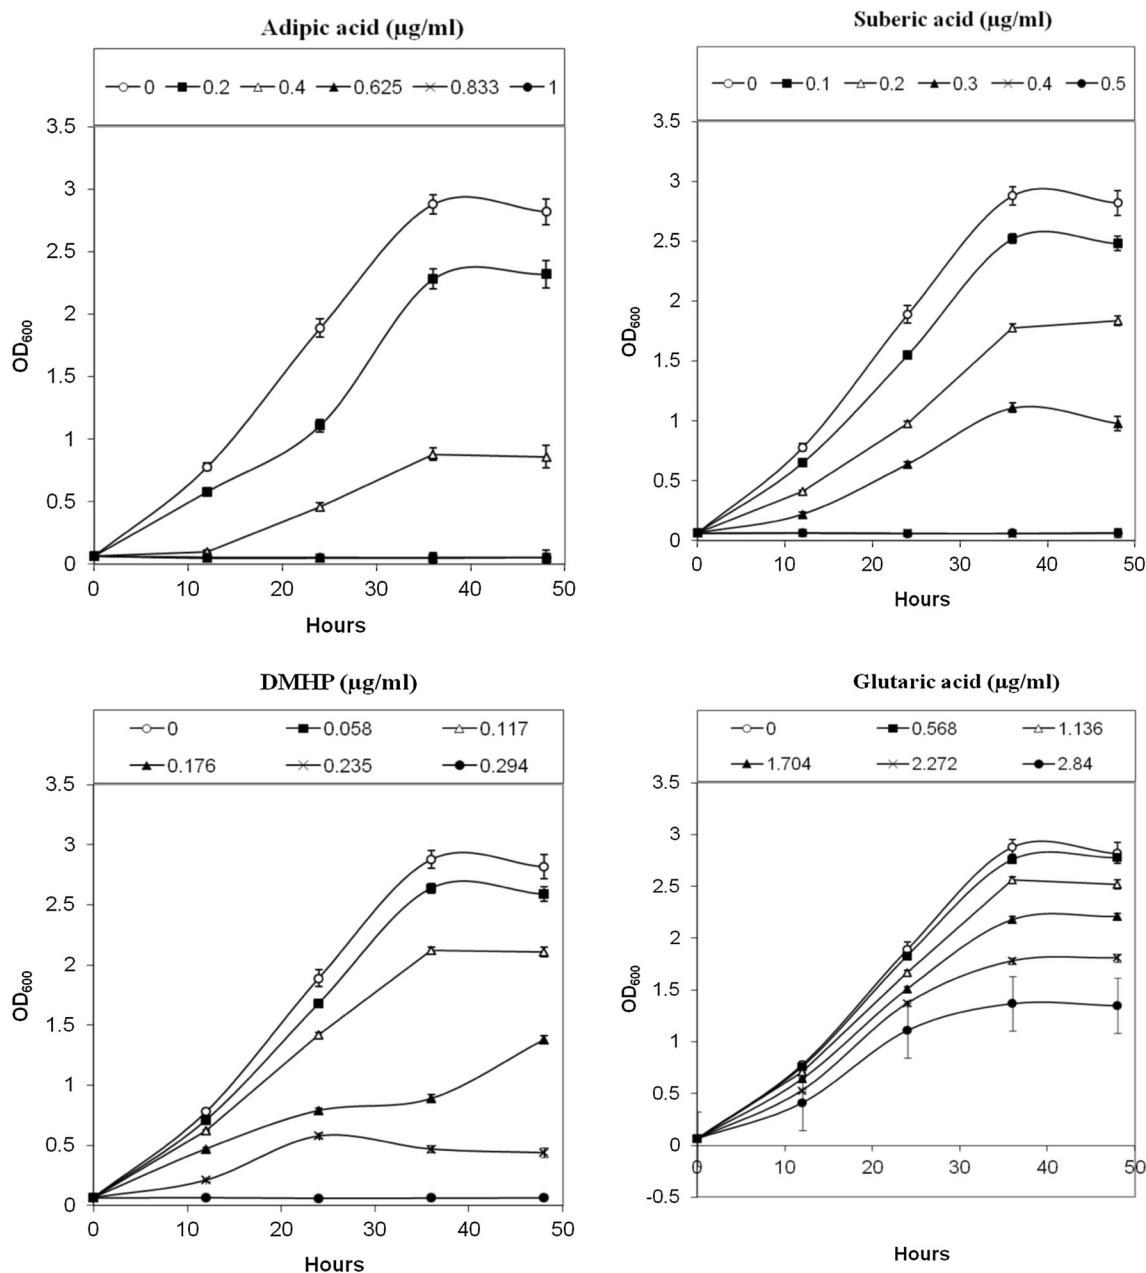 Adipic acid (µg/ml)
0 0.2 0.4 0.625 0.833 1
3.5
3
2.5
2
1.5
1
0.5
0
OD600
0 10 20 30 40 50
Hours
Suberic acid (µg/ml)
0 0.1 0.2 0.3 0.4 0.5
3.5
3
2.5
2
1.5
1
0.5
0
OD600
0 10 20 30 40 50
Hours
DMHP (µg/ml)
0 0.058 0.117
0.176 0.235 0.294
3.5
3
2.5
2
1.5
1
0.5
0
OD600
0 10 20 30 40 50
Hours
Glutaric acid (µg/ml)
0 0.568 1.136
1.704 2.272 2.84
3.5
3
2.5
2
1.5
1
0.5
0
-0.5
OD600
0 10 20 30 40 50
Hours